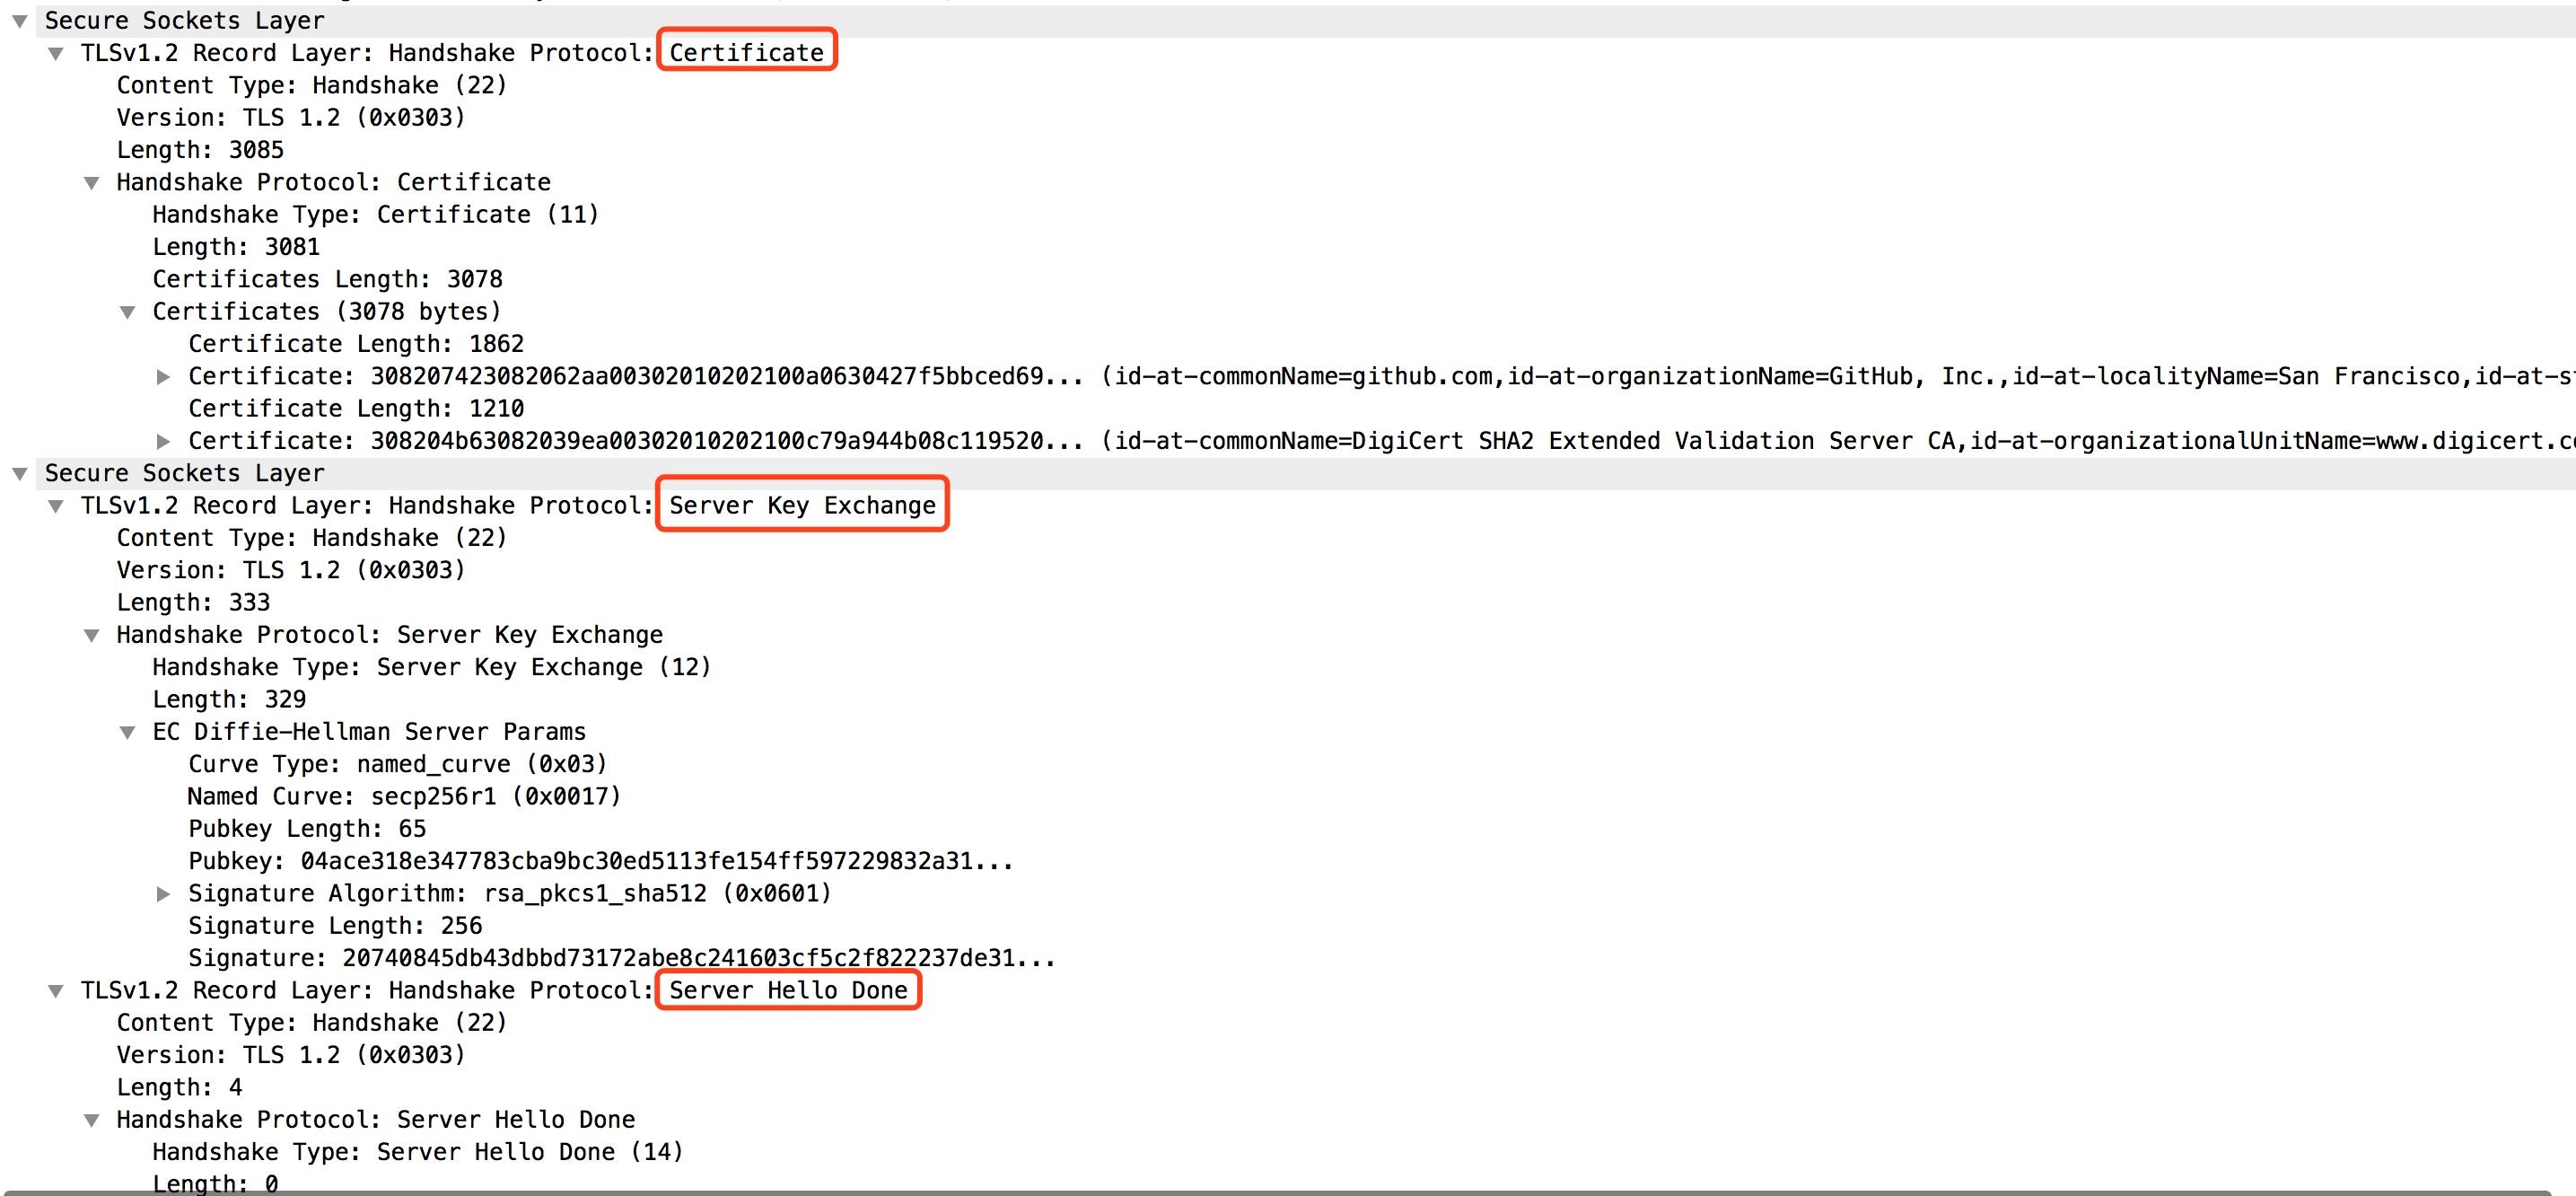 Secure Sockets Layer
TLSv1.2 Record Layer: Handshake Protocol: Certificate
Content Type: Handshake (22)
Version: TLS 1.2 (0x0303)
Length: 3085
Handshake Protocol: Certificate
Handshake Type: Certificate (11)
Length: 3081
Certificates Length: 3078
Certificates (3078 bytes)
Certificate Length: 1862
Certificate: 308207423082062aa00302010202100a0630427f5bbced69... (id-at-commonName=github.com,id-at-organizationName=GitHub, Inc.,id-at-localityName=San Francisco,id-at-s
Certificate Length: 1210
Certificate: 308204b63082039ea00302010202100c79a944b08c119520... (id-at-commonName=DigiCert SHA2 Extended Validation Server CA,id-at-organizationalUnitName=www.digicert.c
Secure Sockets Layer
TLSv1.2 Record Layer: Handshake Protocol: Server Key Exchange
Content Type: Handshake (22)
Version: TLS 1.2 (0x0303)
Length: 333
Handshake Protocol: Server Key Exchange
Handshake Type: Server Key Exchange (12)
Length: 329
EC Diffie-Hellman Server Params
Curve Type: named_curve (0x03)
Named Curve: secp256r1 (0x0017)
Pubkey Length: 65
Pubkey: 04ace318e347783cba9bc30ed5113fe154ff597229832a31...
Signature Algorithm: rsa_pkcs1_sha512 (0x0601)
Signature Length: 256
Signature: 20740845db43dbbd73172abe8c241603cf5c2f822237de31...
TLSv1.2 Record Layer: Handshake Protocol: Server Hello Done
Content Type: Handshake (22)
Version: TLS 1.2 (0x0303)
Length: 4
Handshake Protocol: Server Hello Done
Handshake Type: Server Hello Done (14)
Length: 0